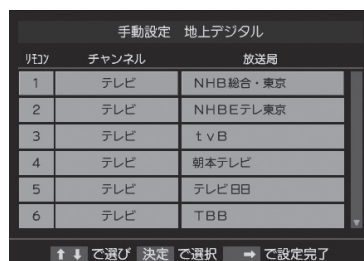 手動設定 地上デジタル
リモコン チャンネル 放送局
1 テレビ NHB総合・東京
2 テレビ NHBEテレ東京
3 テレビ tvB
4 テレビ 朝本テレビ
5 テレビ テレビ日日
6 テレビ TBB
↑↓で選び 決定 で選択 → で設定完了